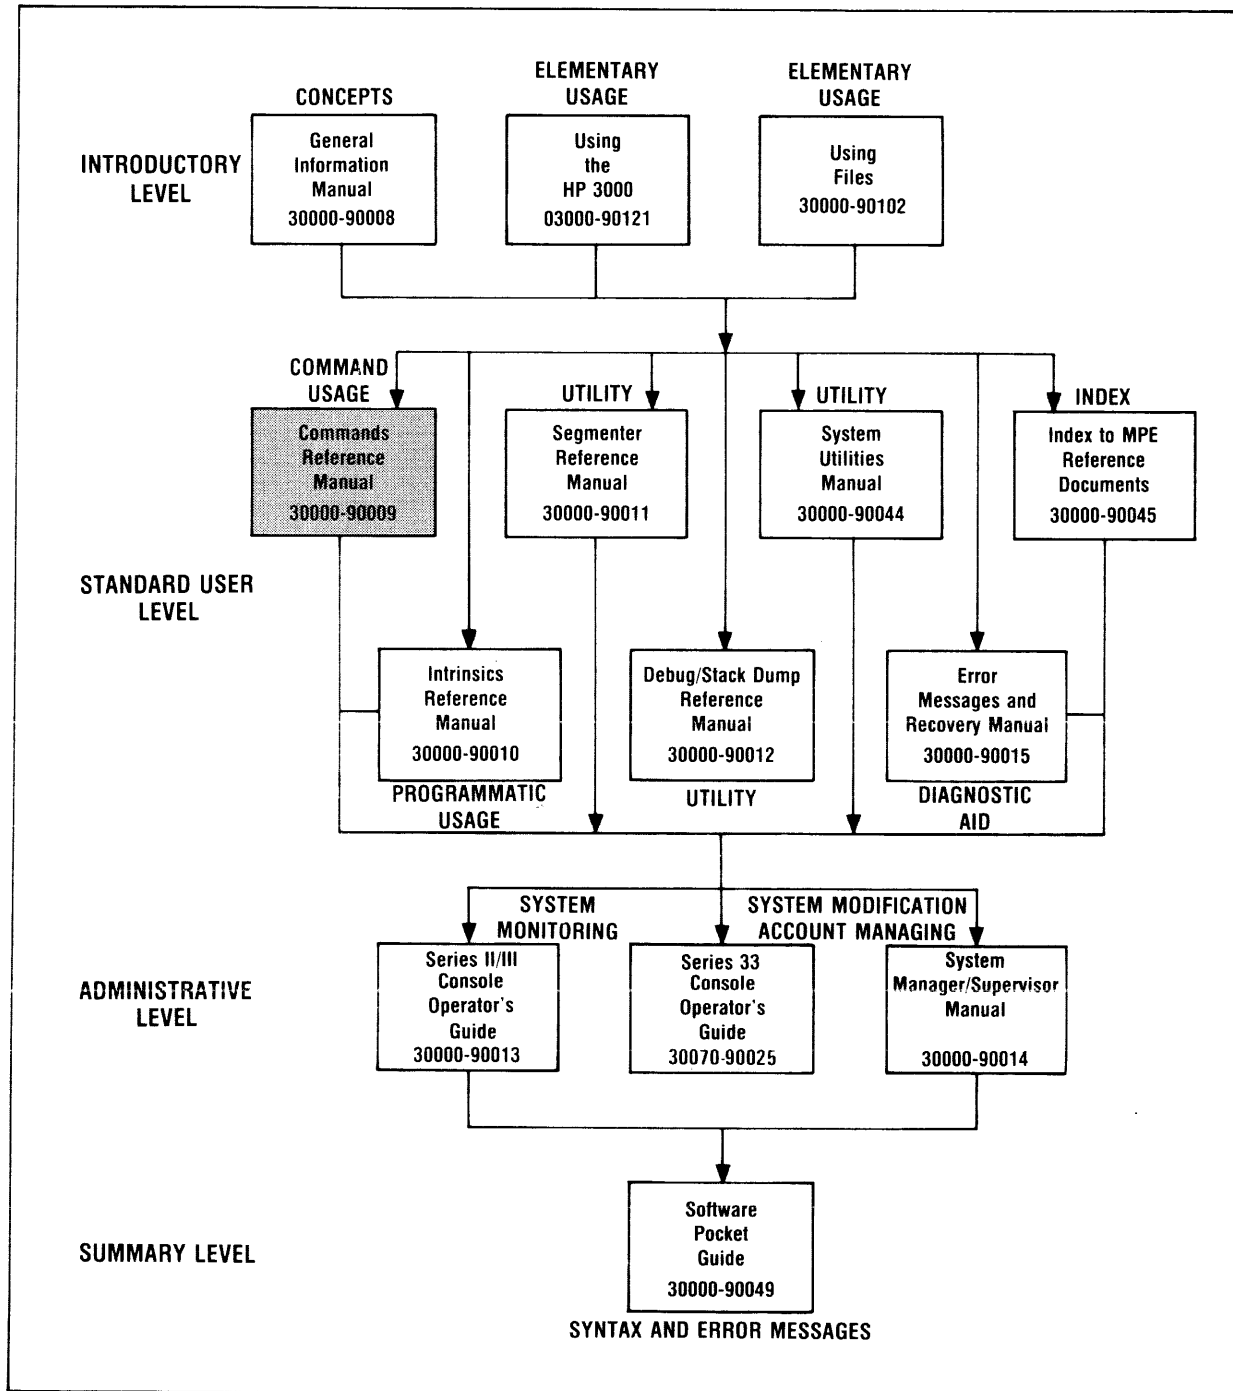 CONCEPTS
General
Information
Manual
30000-90008
ELEMENTARY
USAGE
Using
the
HP 3000
03000-90121
ELEMENTARY
USAGE
Using
Files
30000-90102
INTRODUCTORY
LEVEL
COMMAND
USAGE
Commands
Reference
Manual
30000-90009
UTILITY
Segmenter
Reference
Manual
30000-90011
UTILITY
System
Utilities
Manual
30000-90044
INDEX
Index to MPE
Reference
Documents
30000-90045
STANDARD USER
LEVEL
Intrinsics
Reference
Manual
30000-90010
PROGRAMMATIC
USAGE
Debug/Stack Dump
Reference
Manual
30000-90012
UTILITY
Error
Messages and
Recovery Manual
30000-90015
DIAGNOSTIC
AID
SYSTEM
MONITORING
SYSTEM MODIFICATION
ACCOUNT MANAGING
ADMINISTRATIVE
LEVEL
Series II/III
Console
Operator's
Guide
30000-90013
Series 33
Console
Operator's
Guide
30070-90025
System
Manager/Supervisor
Manual
30000-90014
SUMMARY LEVEL
Software
Pocket
Guide
30000-90049
SYNTAX AND ERROR MESSAGES